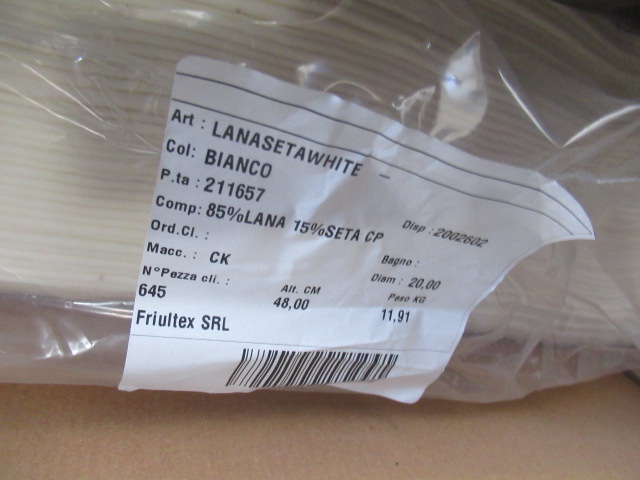 Art : LANASETAWHITE _
Col: BIANCO
P.ta : 211657
Comp: 85%LANA 15%SETA CP Disp : 2002602
Ord.Cl. : Bagno :
Macc. : CK Diam : 20,00
N°Pezza cli. : Alt. CM Peso KG
645 48,00 11,91
Friultex SRL